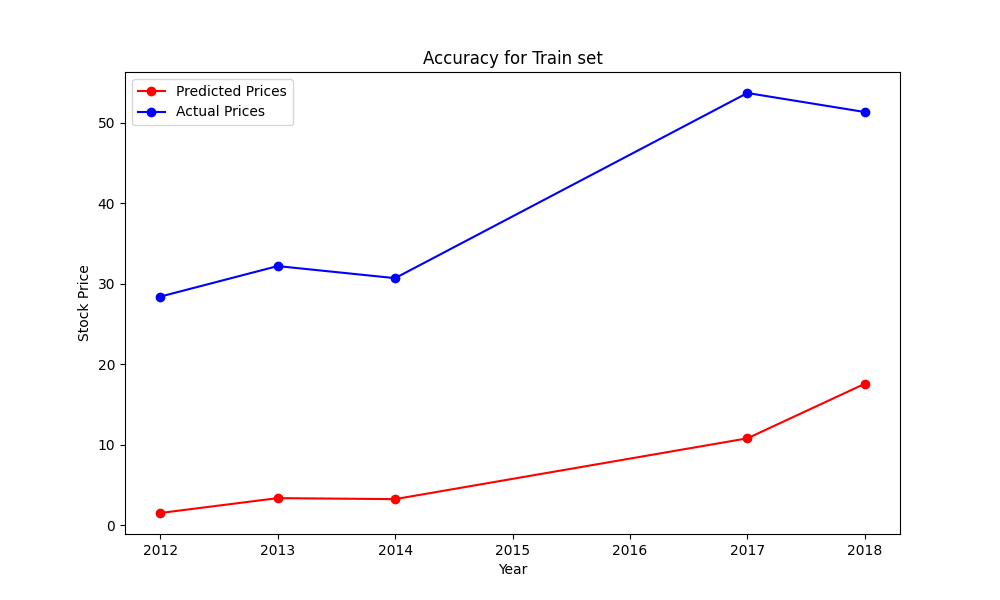 Accuracy for Train set
Predicted Prices
Actual Prices
Stock Price
50
40
30
20
10
0
2012 2013 2014 2015 2016 2017 2018
Year